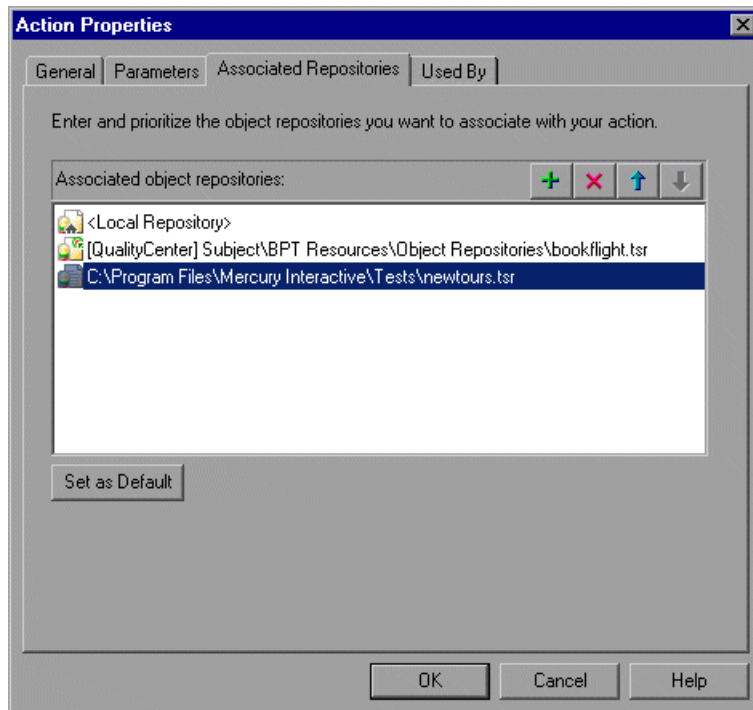 Action Properties
General Parameters Associated Repositories Used By
Enter and prioritize the object repositories you want to associate with your action.
Associated object repositories:
<Local Repository>
[QualityCenter] Subject\BPT Resources\Object Repositories\bookflight.tsr
C:\Program Files\Mercury Interactive\Tests\newtours.tsr
Set as Default
OK Cancel Help